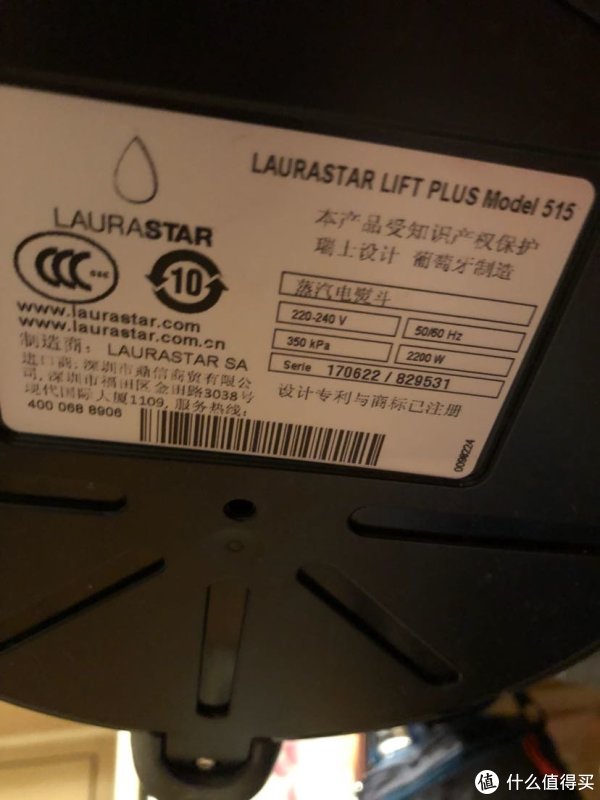 LAURASTAR LIFT PLUS Model 515
LAURASTAR
本产品受知识产权保护
瑞士设计 葡萄牙制造
CCC
10
蒸汽电熨斗
220-240 V
50/60 Hz
350 kPa
2200 W
Serie 170622 / 829531
设计专利与商标已注册
www.laurastar.com
www.laurastar.com.cn
制造商: LAURASTAR SA
进口商: 深圳市鼎信商贸有限公
司, 深圳市福田区金田路3038号
现代国际大厦1109, 服务热线:
400 068 8906
0098224
值 什么值得买